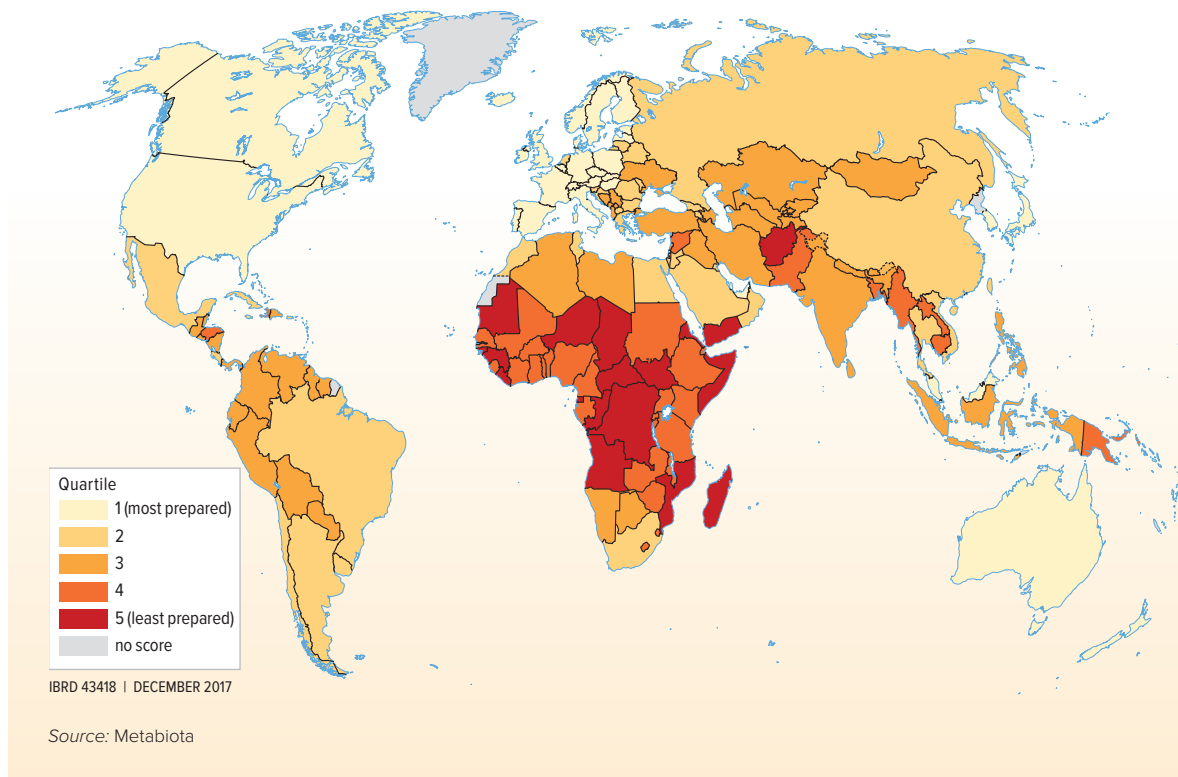 Quartile
1 (most prepared)
2
3
4
5 (least prepared)
no score
IBRD 43418 | DECEMBER 2017
Source: Metabiota